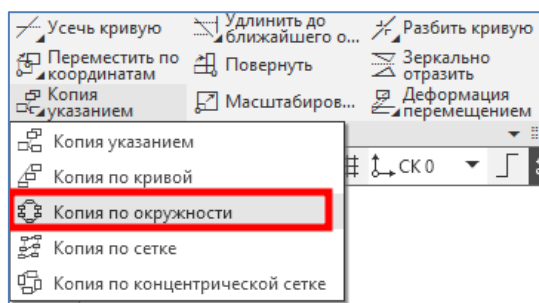 Усечь кривую
Удлинить до ближайшего о...
Разбить кривую
Переместить по координатам
Повернуть
Зеркально отразить
Копия указанием
Масштабиров...
Деформация перемещением
Копия указанием
СК 0
Копия по кривой
Копия по окружности
Копия по сетке
Копия по концентрической сетке